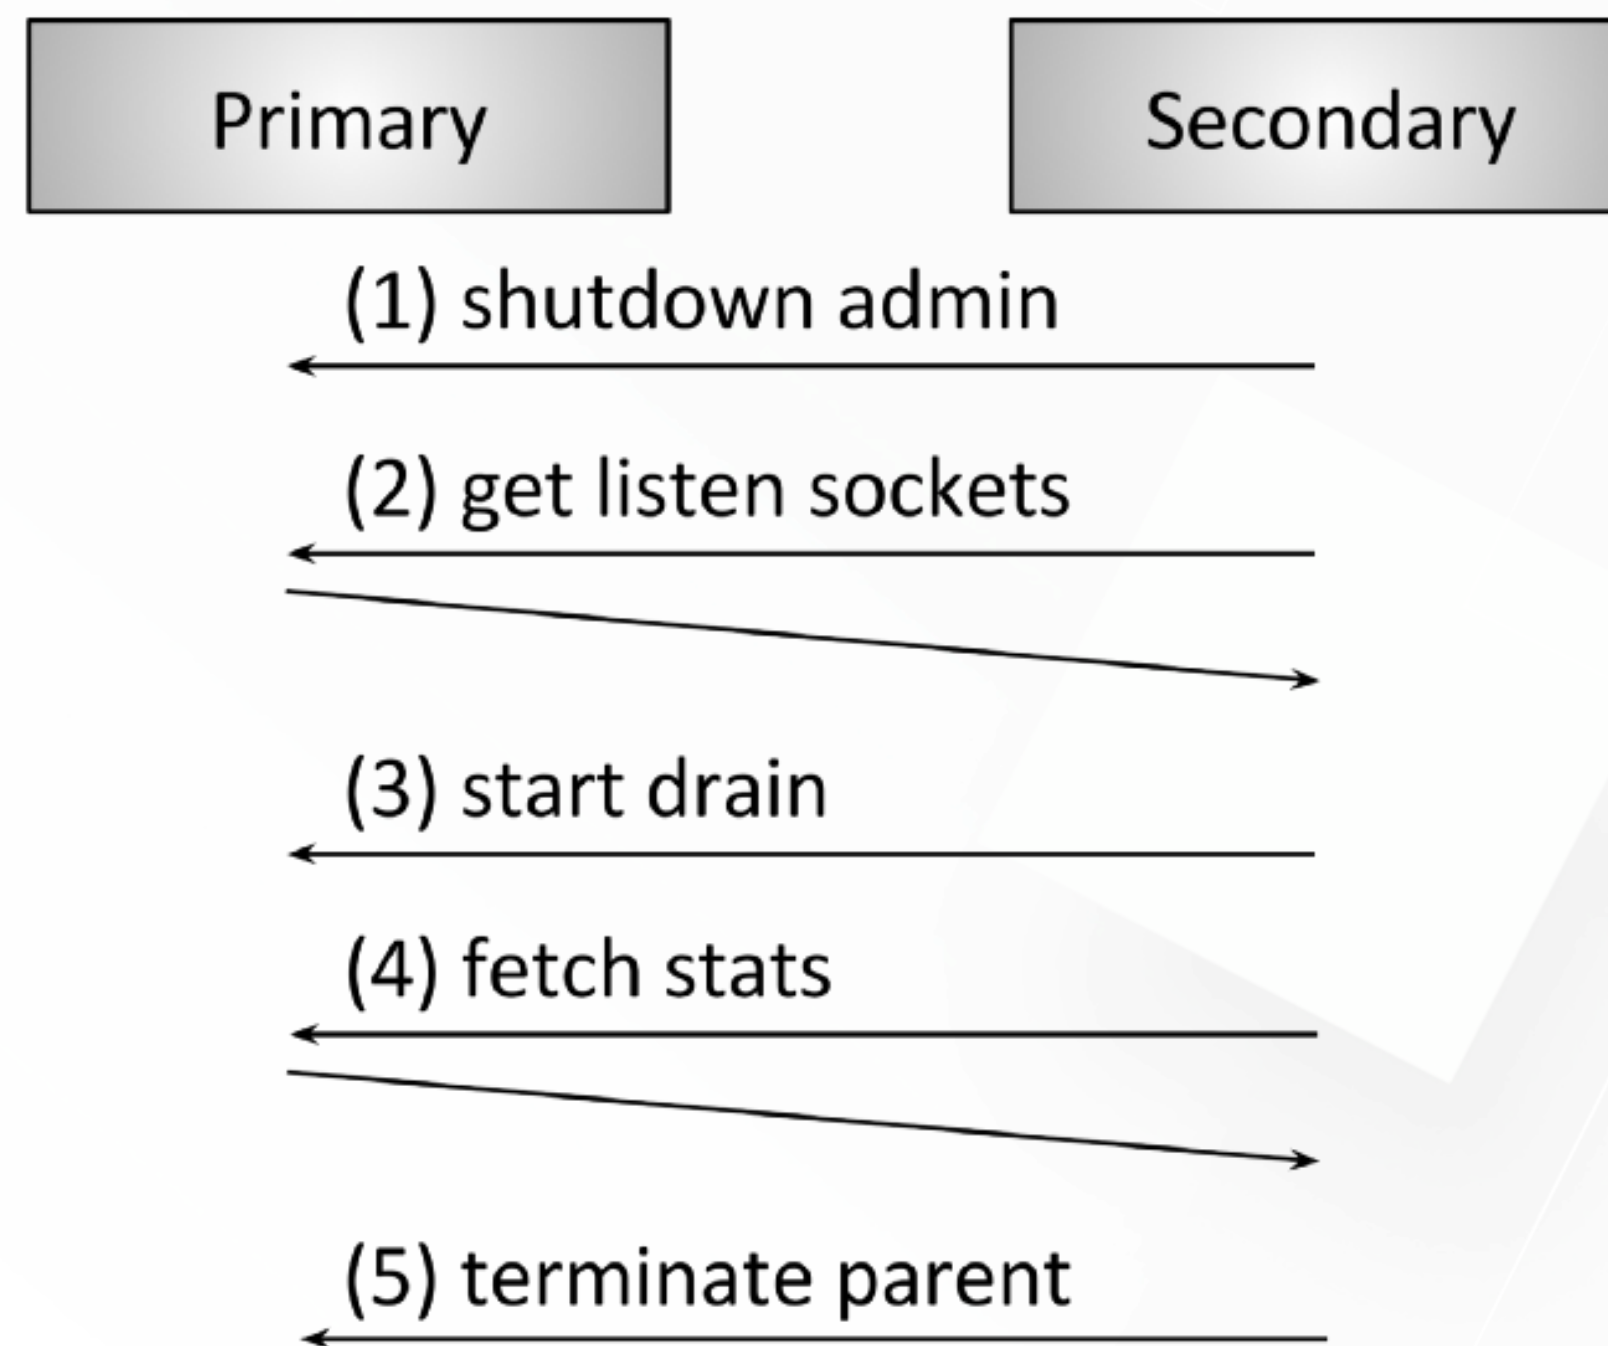 Primary
Secondary
(1) shutdown admin
(2) get listen sockets
(3) start drain
(4) fetch stats
(5) terminate parent